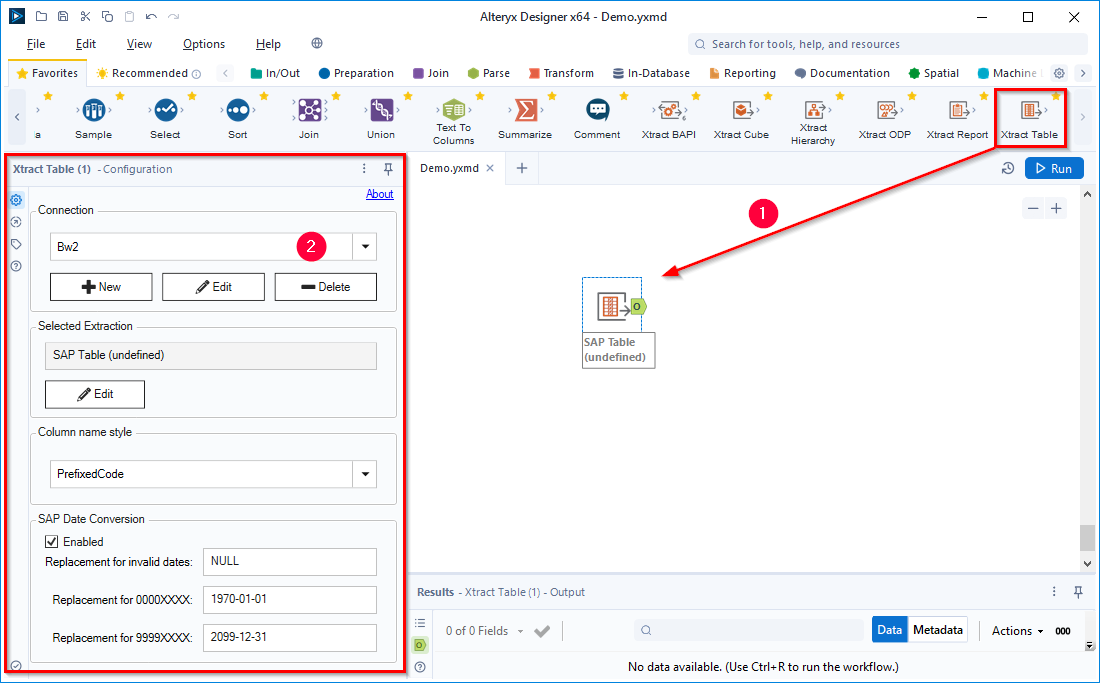 Alteryx Designer x64 - Demo.yxmd
File Edit View Options Help
Search for tools, help, and resources
Favorites Recommended In/Out Preparation Join Parse Transform In-Database Reporting Documentation Spatial Machine
a Sample Select Sort Join Union Text To Columns Summarize Comment Xtract BAPI Xtract Cube Xtract Hierarchy Xtract ODP Xtract Report Xtract Table
Xtract Table (1) - Configuration
About
Connection
Bw2
2
New Edit Delete
Selected Extraction
SAP Table (undefined)
Edit
Column name style
PrefixedCode
SAP Date Conversion
Enabled
Replacement for invalid dates: NULL
Replacement for 0000XXXX: 1970-01-01
Replacement for 9999XXXX: 2099-12-31
Demo.yxmd
Run
1
O
SAP Table
(undefined)
Results - Xtract Table (1) - Output
0 of 0 Fields
Data Metadata
Actions
000
O
No data available. (Use Ctrl+R to run the workflow.)